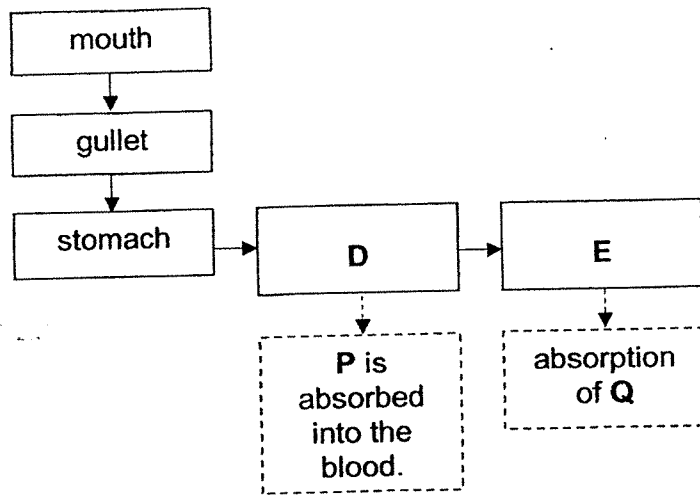 mouth
gullet
stomach
D
E
P is
absorbed
into the
blood.
absorption
of Q